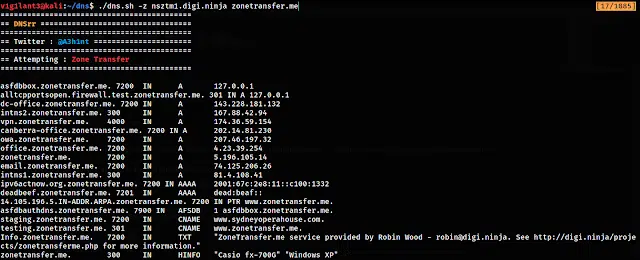 v1g1lant3@kali:~/dns$ ./dns.sh -z nsztm1.digi.ninja zonetransfer.me [17/1885]
=============================================
== DNSrr =====================================
=============================================
== Twitter : @A3h1nt =========================
=============================================
== Attempting : Zone Transfer
=============================================
asfdbbox.zonetransfer.me. 7200 IN A 127.0.0.1
alltcpportsopen.firewall.test.zonetransfer.me. 301 IN A 127.0.0.1
dc-office.zonetransfer.me. 7200 IN A 143.228.181.132
intns2.zonetransfer.me. 300 IN A 167.88.42.94
vpn.zonetransfer.me. 4000 IN A 174.36.59.154
canberra-office.zonetransfer.me. 7200 IN A 202.14.81.230
owa.zonetransfer.me. 7200 IN A 207.46.197.32
office.zonetransfer.me. 7200 IN A 4.23.39.254
zonetransfer.me. 7200 IN A 5.196.105.14
email.zonetransfer.me. 7200 IN A 74.125.206.26
intns1.zonetransfer.me. 300 IN A 81.4.108.41
ipv6actnow.org.zonetransfer.me. 7200 IN AAAA 2001:67c:2e8:11::c100:1332
deadbeef.zonetransfer.me. 7201 IN AAAA dead:beaf::
14.105.196.5.IN-ADDR.ARPA.zonetransfer.me. 7200 IN PTR www.zonetransfer.me.
asfdbauthdns.zonetransfer.me. 7900 IN AFSDB 1 asfdbbox.zonetransfer.me.
staging.zonetransfer.me. 7200 IN CNAME www.sydneyoperahouse.com.
testing.zonetransfer.me. 301 IN CNAME www.zonetransfer.me.
Info.zonetransfer.me. 7200 IN TXT "ZoneTransfer.me service provided by Robin Wood - robin@digi.ninja. See http://digi.ninja/proje
cts/zonetransferme.php for more information."
zonetransfer.me. 300 IN HINFO "Casio fx-700G" "Windows XP"